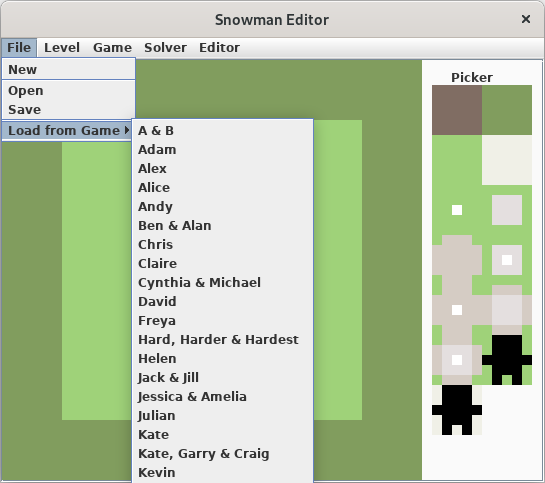 Snowman Editor
×
File Level Game Solver Editor
New
Open
Save
Load from Game
Picker
A & B
Adam
Alex
Alice
Andy
Ben & Alan
Chris
Claire
Cynthia & Michael
David
Freya
Hard, Harder & Hardest
Helen
Jack & Jill
Jessica & Amelia
Julian
Kate
Kate, Garry & Craig
Kevin